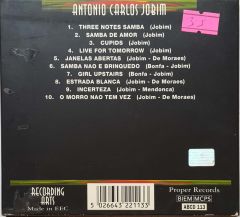 ANTONIO CARLOS JOBIM
1. THREE NOTES SAMBA (Jobim)
2. SAMBA DE AMOR (Jobim)
3. CUPIDS (Jobim)
4. LIVE FOR TOMORROW (Jobim)
5. JANELAS ABERTAS (Jobim - De Moraes)
6. SAMBA NAO E BRINQUEDO (Bonfa - Jobim)
7. GIRL UPSTAIRS (Bonfa - Jobim)
8. ESTRADA BLANCA (Jobim - De Moraes)
9. INCERTEZA (Jobim - Mendonca)
10. O MORRO NAO TEM VEZ (Jobim - De Moraes)
RECORDING
ARTS
Made in EEC
5 026643 221133
Proper Records
BIEM/MCPS
ABCD 113